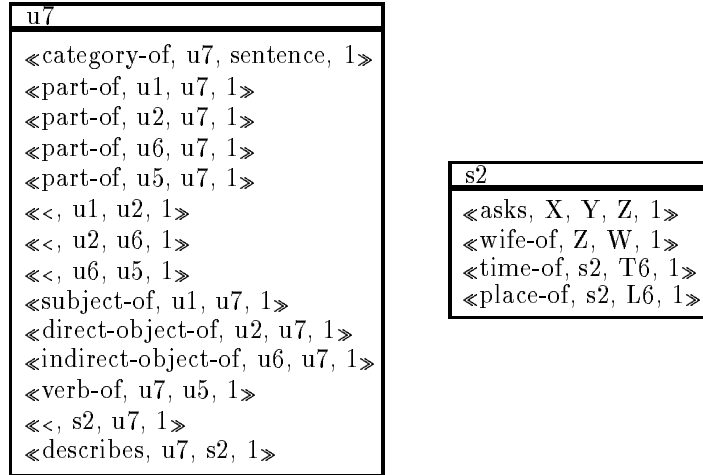 u7
≪category-of, u7, sentence, 1≫
≪part-of, u1, u7, 1≫
≪part-of, u2, u7, 1≫
≪part-of, u6, u7, 1≫
≪part-of, u5, u7, 1≫
≪<, u1, u2, 1≫
≪<, u2, u6, 1≫
≪<, u6, u5, 1≫
≪subject-of, u1, u7, 1≫
≪direct-object-of, u2, u7, 1≫
≪indirect-object-of, u6, u7, 1≫
≪verb-of, u7, u5, 1≫
≪<, s2, u7, 1≫
≪describes, u7, s2, 1≫
s2
≪asks, X, Y, Z, 1≫
≪wife-of, Z, W, 1≫
≪time-of, s2, T6, 1≫
≪place-of, s2, L6, 1≫